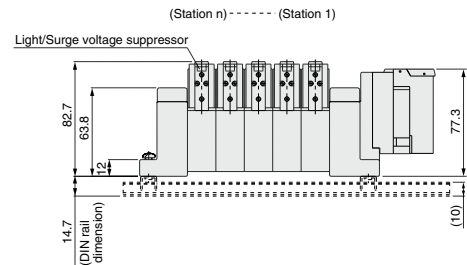 (Station n) ------ (Station 1)
Light/Surge voltage suppressor
82.7
63.8
12
77.3
14.7
(DIN rail
dimension)
(10)